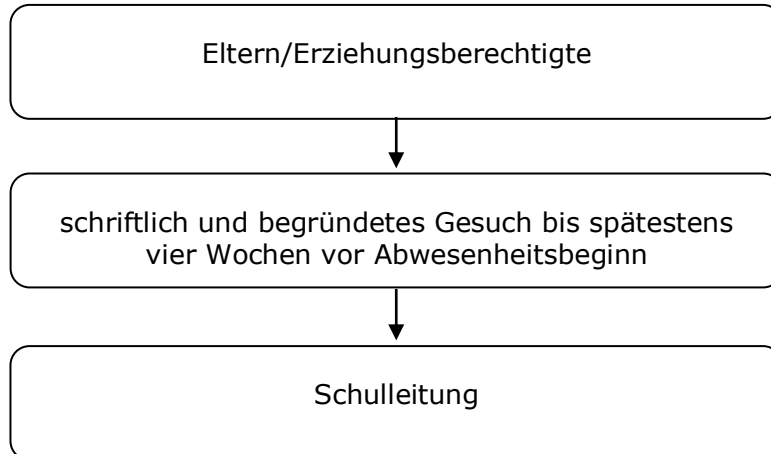 Eltern/Erziehungsberechtigte
schriftlich und begründetes Gesuch bis spätestens
vier Wochen vor Abwesenheitsbeginn
Schulleitung